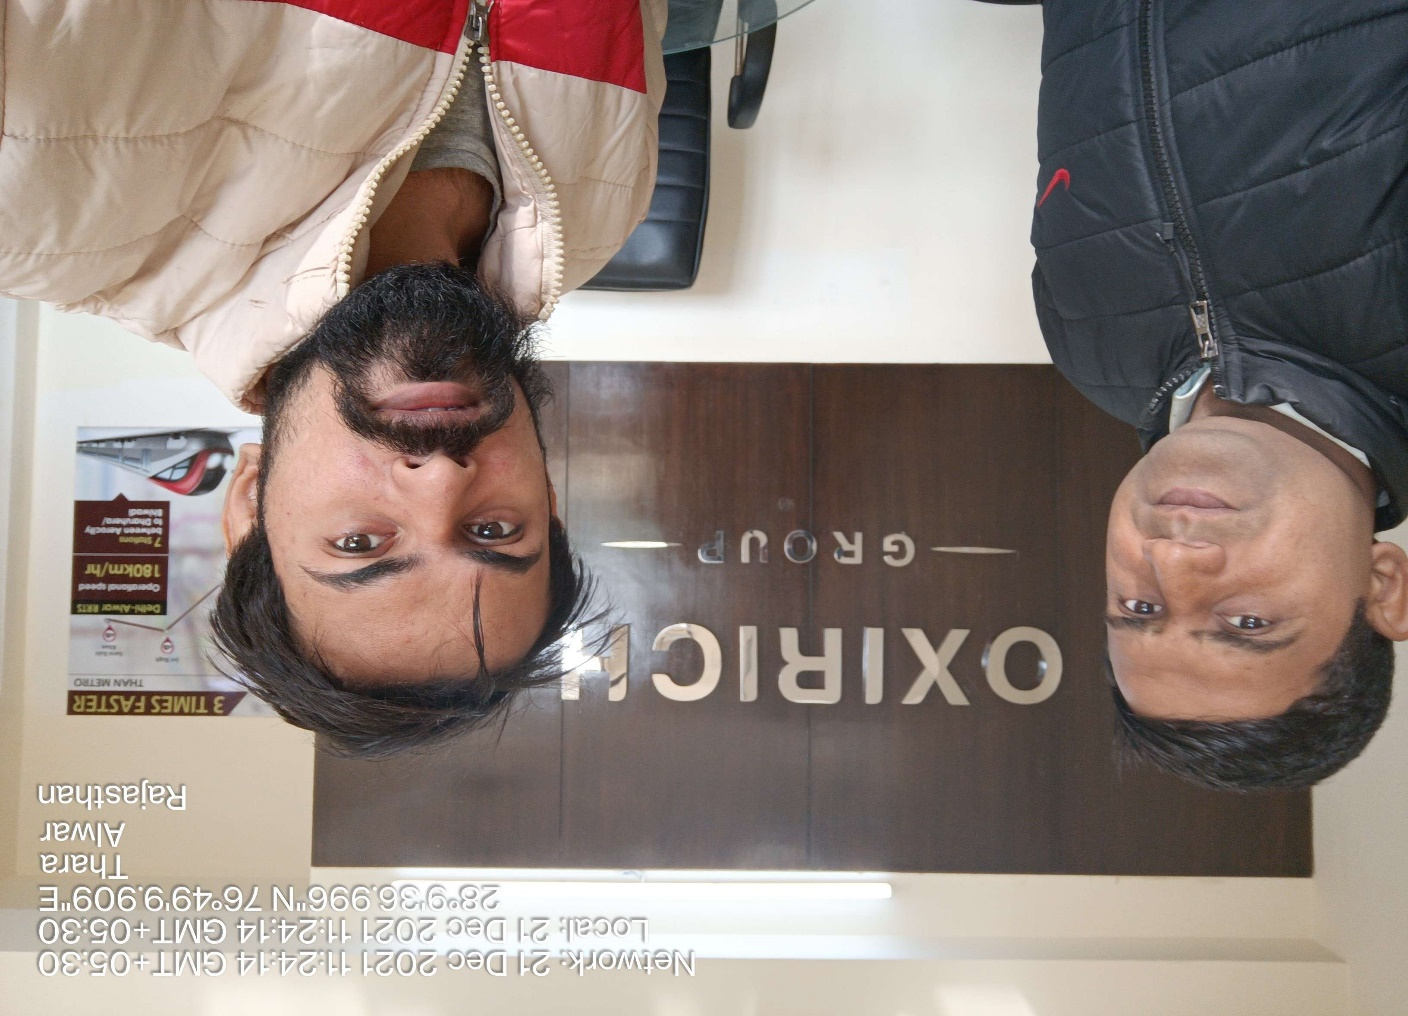 Network: 21 Dec 2021 11:24:14 GMT+05:30
Local: 21 Dec 2021 11:24:14 GMT+05:30
28°9'36.996"N 76°49'9.909"E
Thara
Alwar
Rajasthan
OXIRICH
GROUP
3 TIMES FASTER
THAN METRO
Delhi-Alwar RRTS
Operational speed
180km/hr
7 Stations
between Aerocity
to Dharuhera/
Bhiwadi